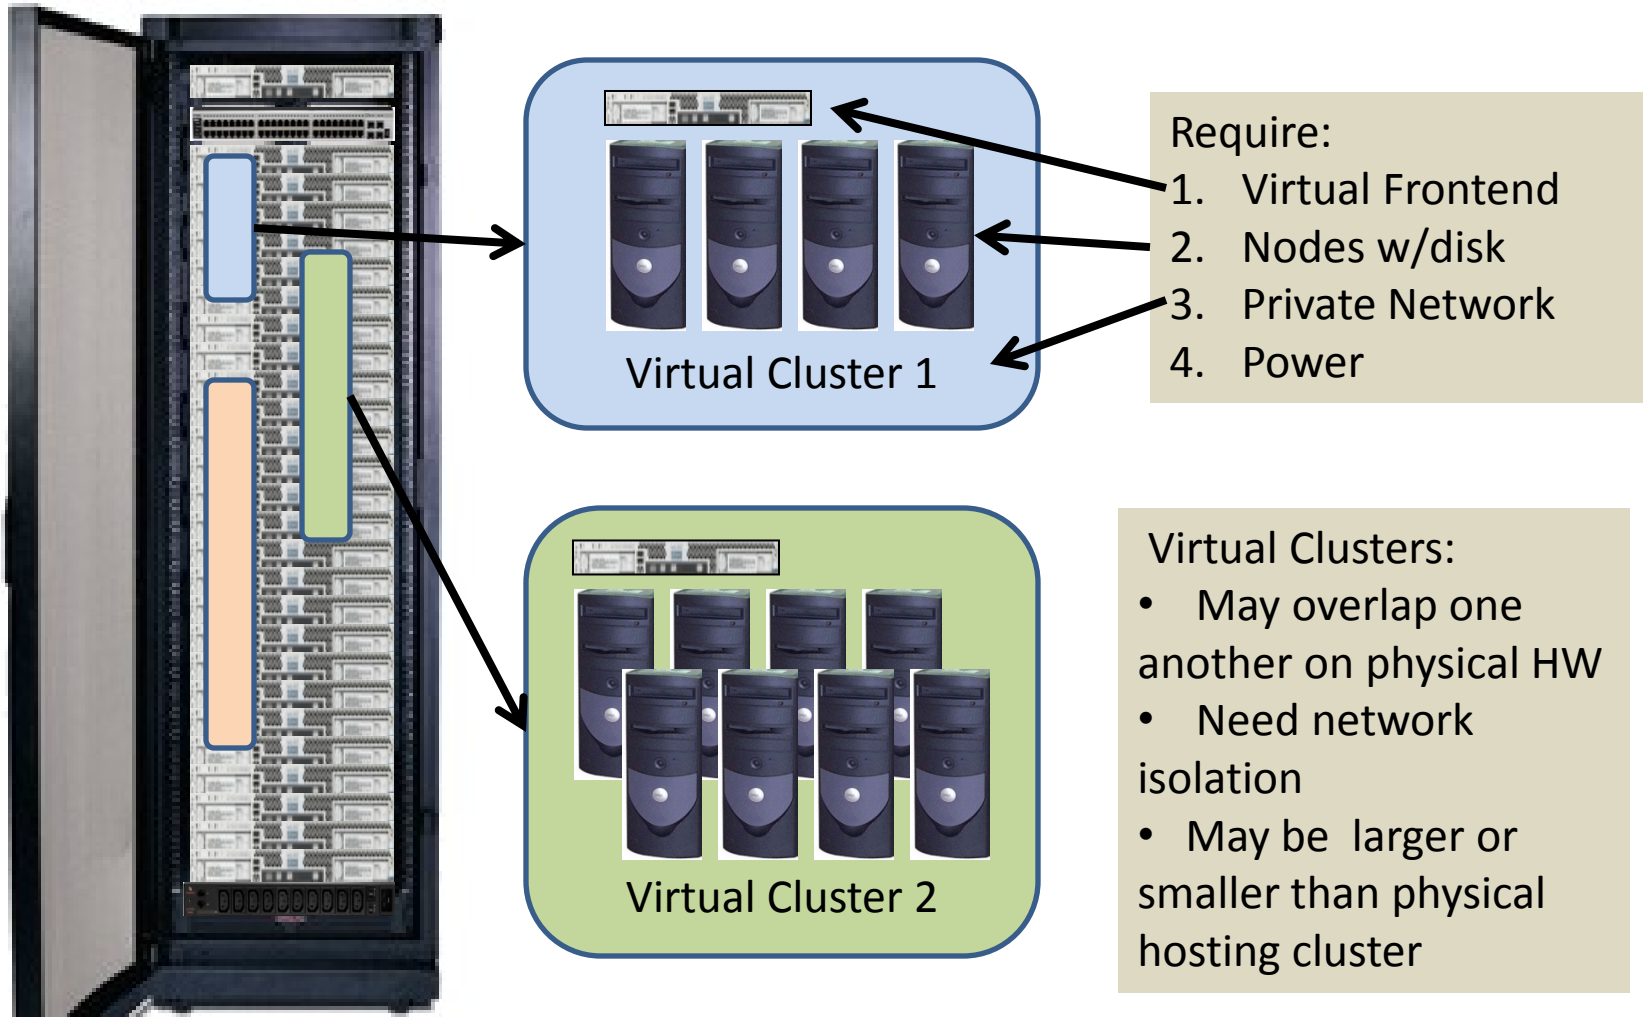 Require:
1. Virtual Frontend
2. Nodes w/disk
3. Private Network
4. Power
Virtual Cluster 1
Virtual Clusters:
• May overlap one
another on physical HW
• Need network
isolation
• May be larger or
smaller than physical
hosting cluster
Virtual Cluster 2